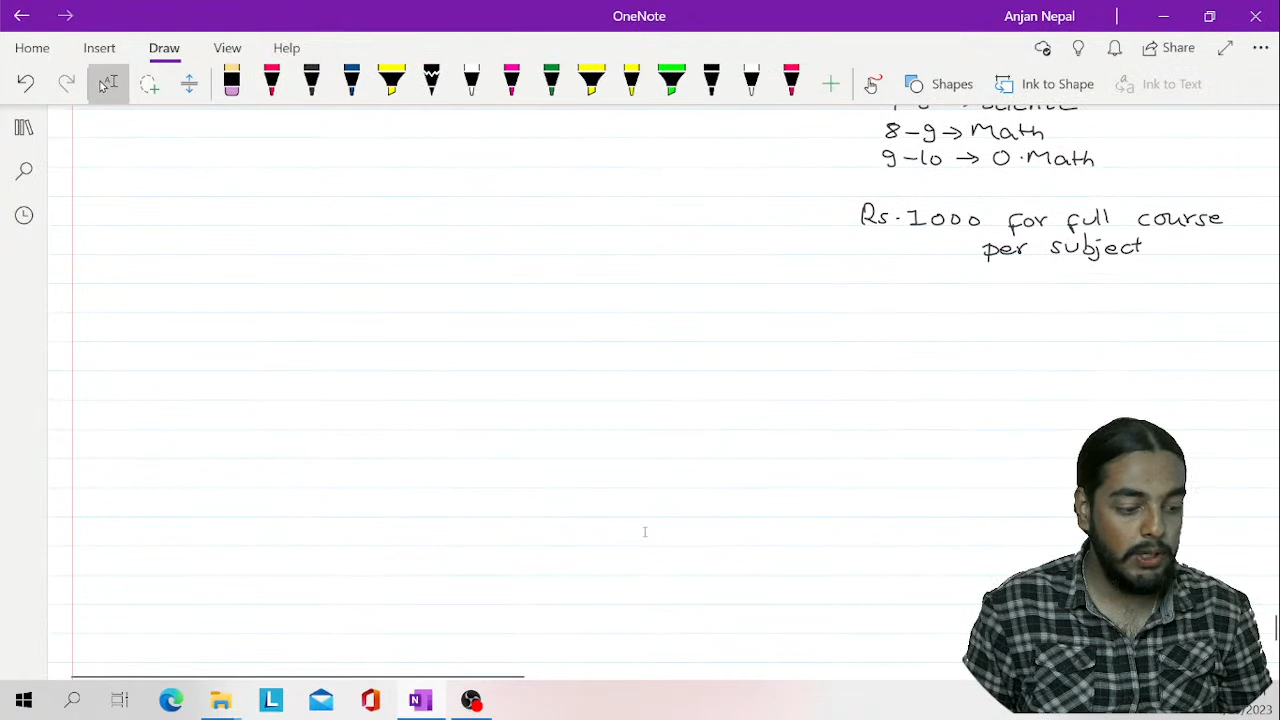 OneNote
Anjan Nepal
Home Insert Draw View Help
Share
Shapes Ink to Shape Ink to Text
8-9 → Math
9-10 → O.Math
Rs. 1000 for full course
per subject